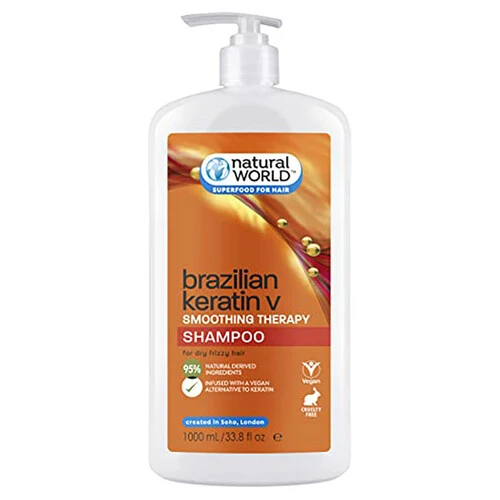 natural
WORLD™
SUPERFOOD FOR HAIR
brazilian
keratin v
SMOOTHING THERAPY
SHAMPOO
for dry frizzy hair
95% NATURAL DERIVED
INGREDIENTS
INFUSED WITH A VEGAN
ALTERNATIVE TO KERATIN
Vegan
CRUELTY
FREE
created in Soho, London
1000 mL/33.8 fl oz ℮